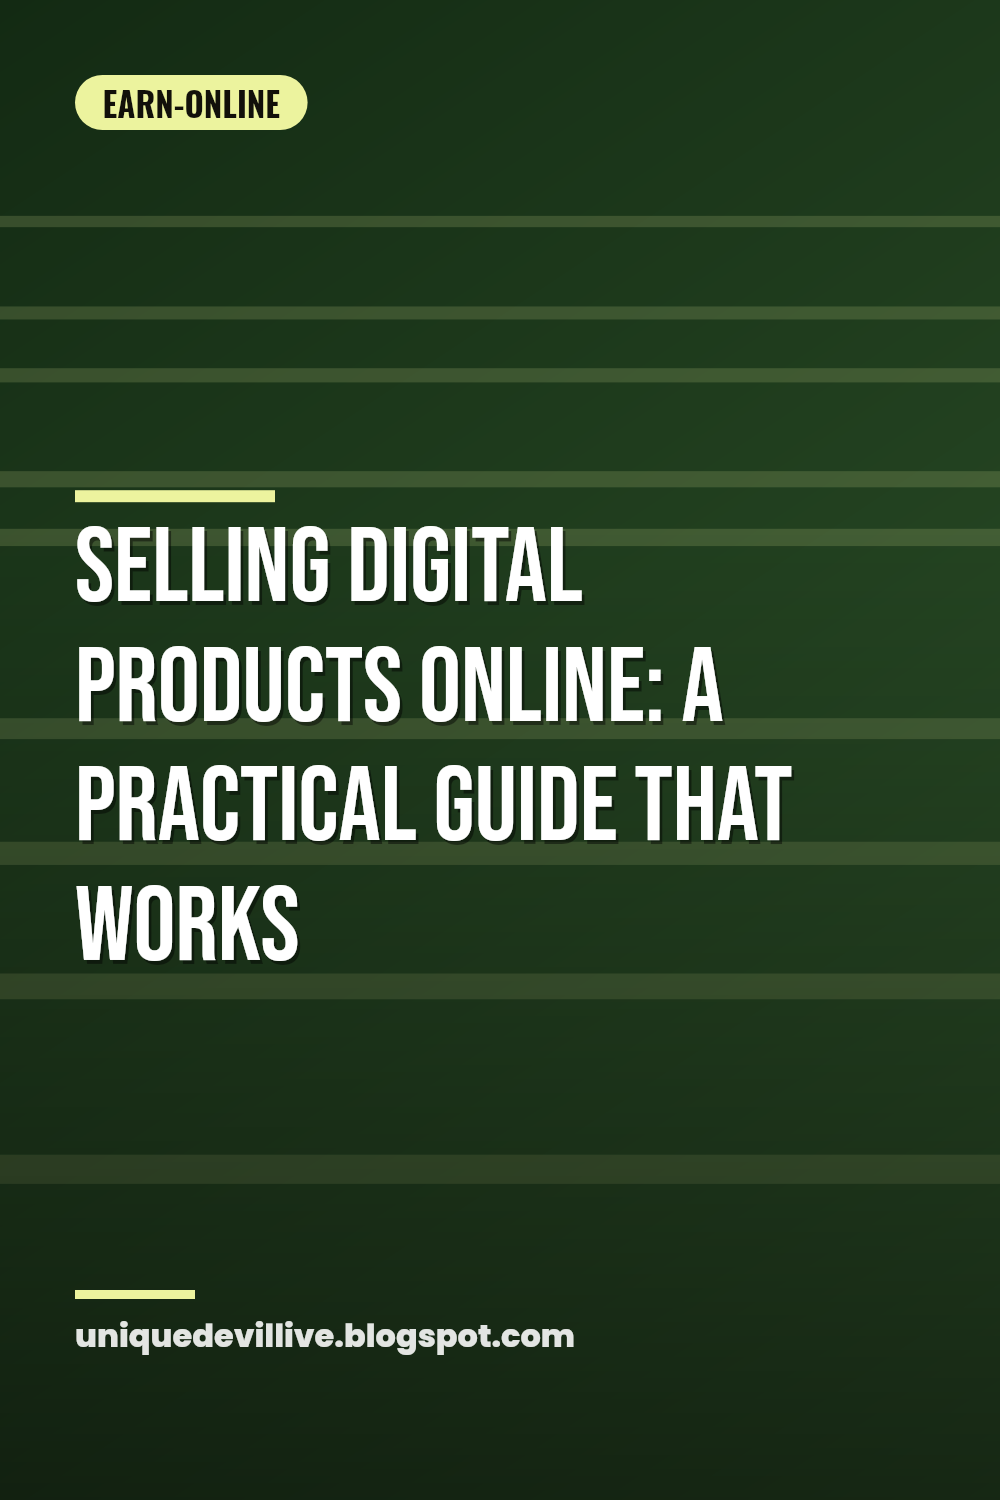 EARN-ONLINE
SELLING DIGITAL
PRODUCTS ONLINE: A
PRACTICAL GUIDE THAT
WORKS
uniquedevillive.blogspot.com